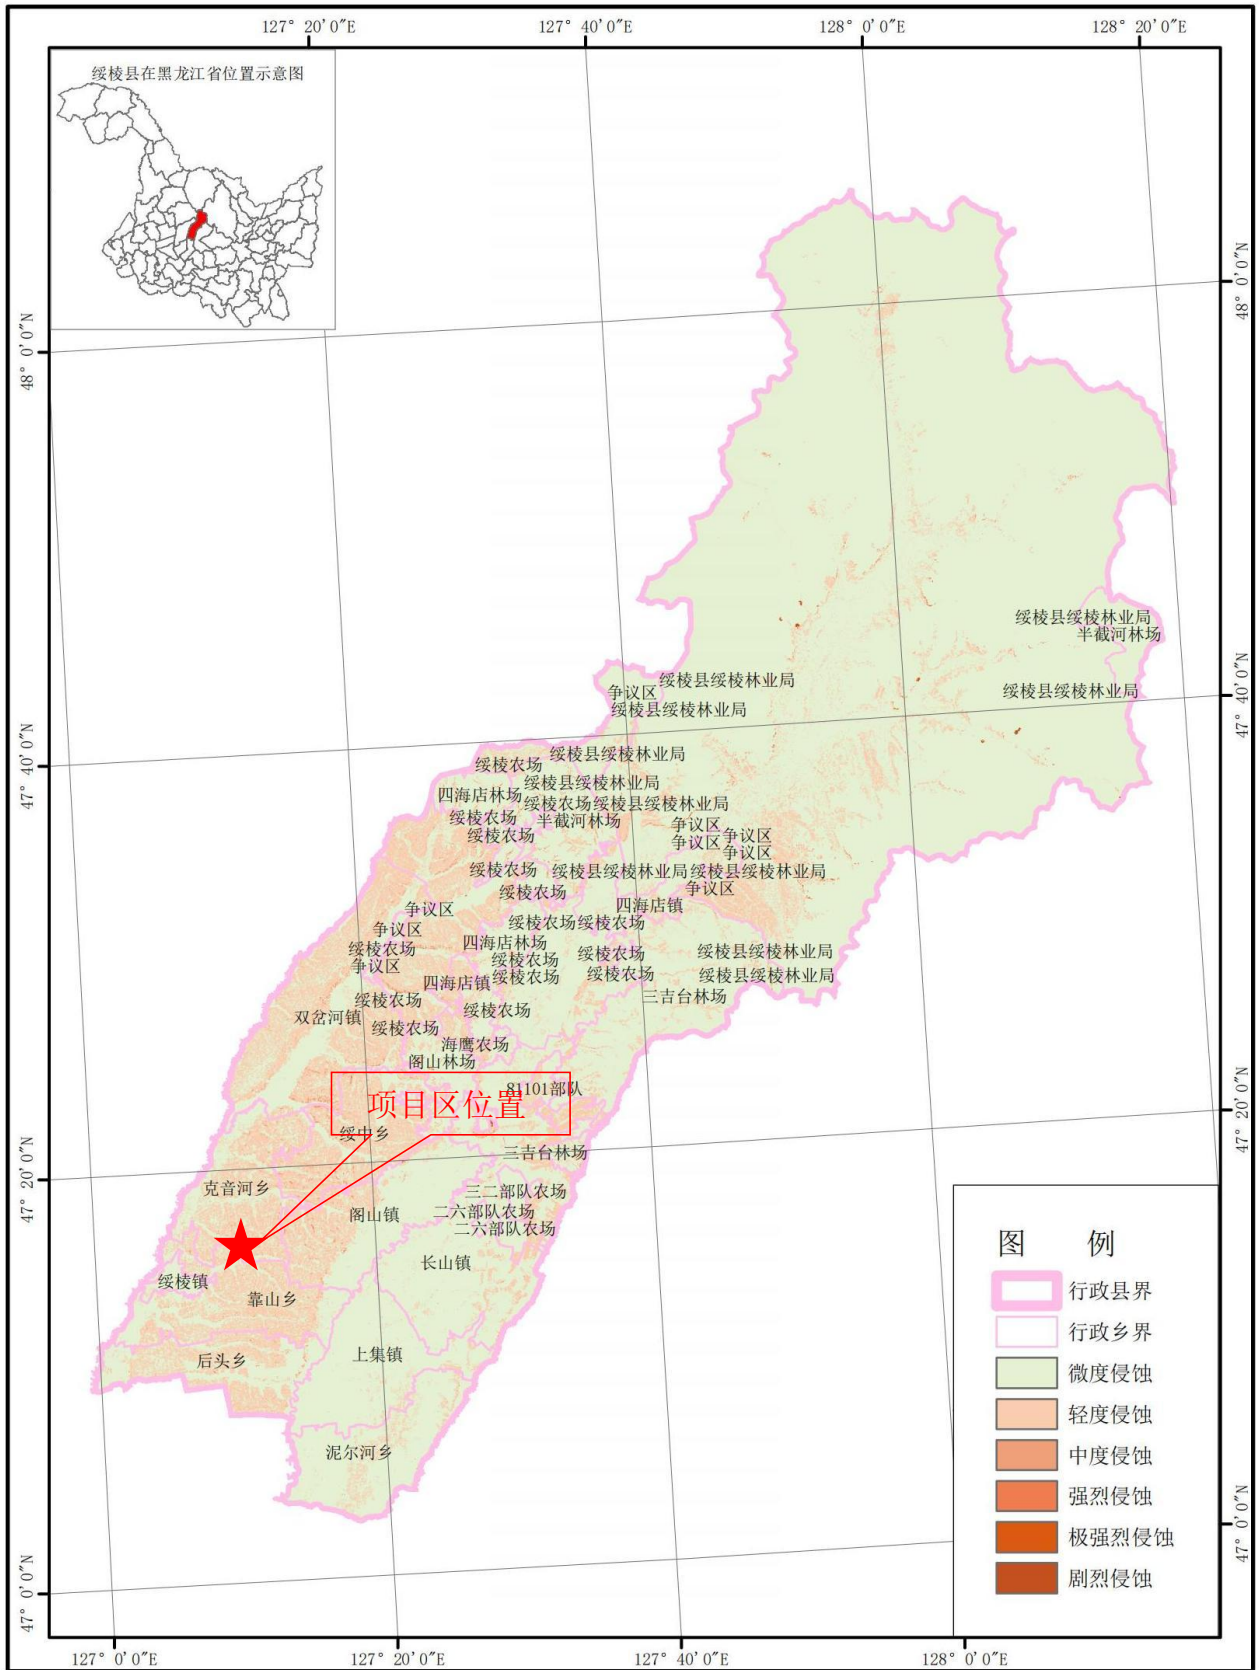 127° 20′0″E
127° 40′0″E
128° 0′0″E
128° 20′0″E
绥棱县在黑龙江省位置示意图
48° 0′0″N
48° 0′0″N
绥棱县绥棱林业局
半截河林场
绥棱县绥棱林业局
争议区
绥棱县绥棱林业局
绥棱县绥棱林业局
47° 40′0″N
47° 40′0″N
绥棱县绥棱林业局
绥棱农场
绥棱县绥棱林业局
四海店林场
绥棱农场绥棱县绥棱林业局
绥棱农场
半截河林场
争议区
绥棱农场
争议区
争议区
争议区
绥棱农场
绥棱县绥棱林业局绥棱县绥棱林业局
绥棱农场
争议区
四海店镇
争议区
绥棱农场绥棱农场
争议区
四海店林场
绥棱农场
绥棱农场
绥棱县绥棱林业局
绥棱农场
争议区
绥棱农场
绥棱农场
绥棱县绥棱林业局
四海店镇
三吉台林场
绥棱农场
绥棱农场
双岔河镇
绥棱农场
海鹰农场
阁山林场
81101部队
项目区位置
绥中乡
三吉台林场
47° 20′0″N
47° 20′0″N
克音河乡
三二部队农场
阁山镇
二六部队农场
二六部队农场
长山镇
绥棱镇
靠山乡
上集镇
后头乡
泥尔河乡
图 例
行政县界
行政乡界
微度侵蚀
轻度侵蚀
中度侵蚀
强烈侵蚀
极强烈侵蚀
剧烈侵蚀
47° 0′0″N
47° 0′0″N
127° 0′0″E
127° 20′0″E
127° 40′0″E
128° 0′0″E